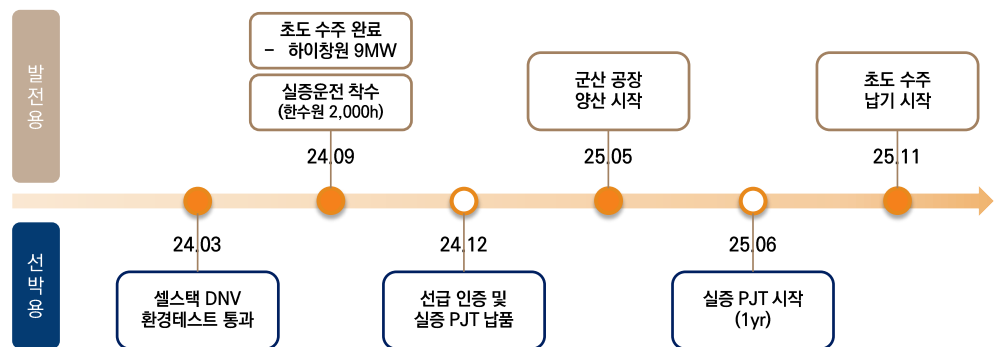 발전용
초도 수주 완료
– 하이창원 9MW
실증운전 착수
(한수원 2,000h)
24.09
군산 공장
양산 시작
25.05
초도 수주
납기 시작
25.11
선박용
24.03
셀스택 DNV
환경테스트 통과
24.12
선급 인증 및
실증 PJT 납품
25.06
실증 PJT 시작
(1yr)